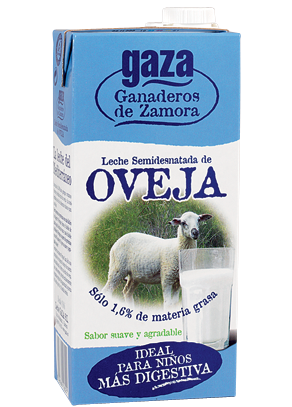 gaza
Ganaderos
de Zamora
Leche Semidesnatada de
OVEJA
Sólo 1,6% de materia grasa
Sabor suave y agradable
IDEAL
PARA NIÑOS
MÁS DIGESTIVA